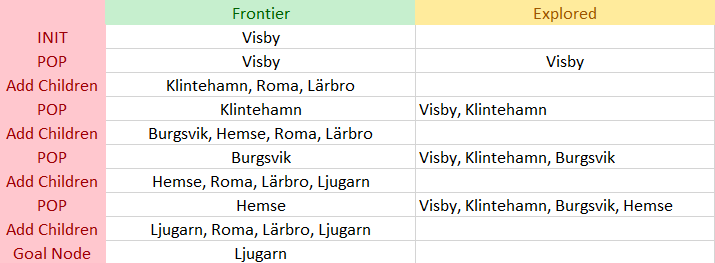 Frontier Explored
INIT Visby
POP Visby Visby
Add Children Klintehamn, Roma, Lärbro
POP Klintehamn Visby, Klintehamn
Add Children Burgsvik, Hemse, Roma, Lärbro
POP Burgsvik Visby, Klintehamn, Burgsvik
Add Children Hemse, Roma, Lärbro, Ljugarn
POP Hemse Visby, Klintehamn, Burgsvik, Hemse
Add Children Ljugarn, Roma, Lärbro, Ljugarn
Goal Node Ljugarn